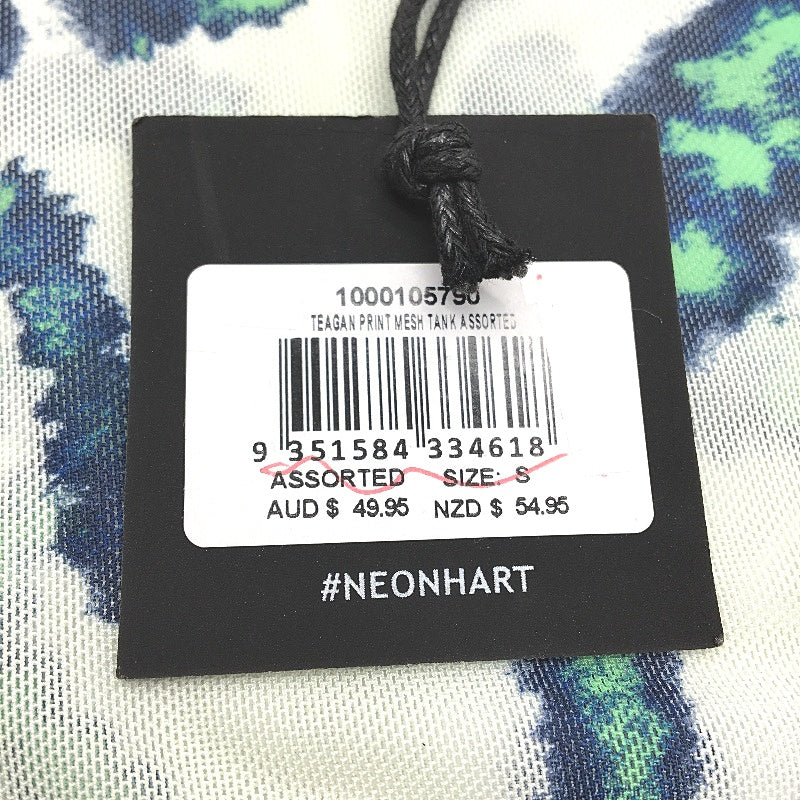 1000105790
TEAGAN PRINT MESH TANK ASSORTED
9 351584 334618
ASSORTED SIZE: S
AUD $ 49.95 NZD $ 54.95
#NEONHART